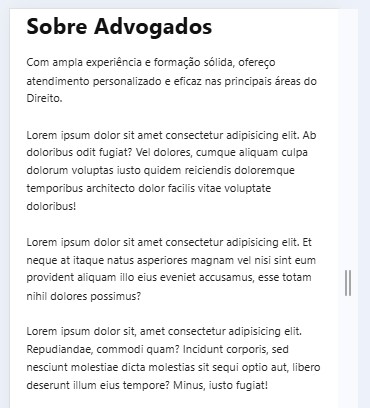 Sobre Advogados
Com ampla experiência e formação sólida, ofereço
atendimento personalizado e eficaz nas principais áreas do
Direito.
Lorem ipsum dolor sit amet consectetur adipisicing elit. Ab
doloribus odit fugiat? Vel dolores, cumque aliquam culpa
dolorum voluptas iusto quidem reiciendis doloremque
temporibus architecto dolor facilis vitae voluptate
doloribus!
Lorem ipsum dolor sit amet consectetur adipisicing elit. Et
neque at itaque natus asperiores magnam vel nisi sint eum
provident aliquam illo eius eveniet accusamus, esse totam
nihil dolores possimus?
Lorem ipsum dolor sit, amet consectetur adipisicing elit.
Repudiandae, commodi quam? Incidunt corporis, sed
nesciunt molestiae dicta molestias sit sequi optio aut, libero
deserunt illum eius tempore? Minus, iusto fugiat!